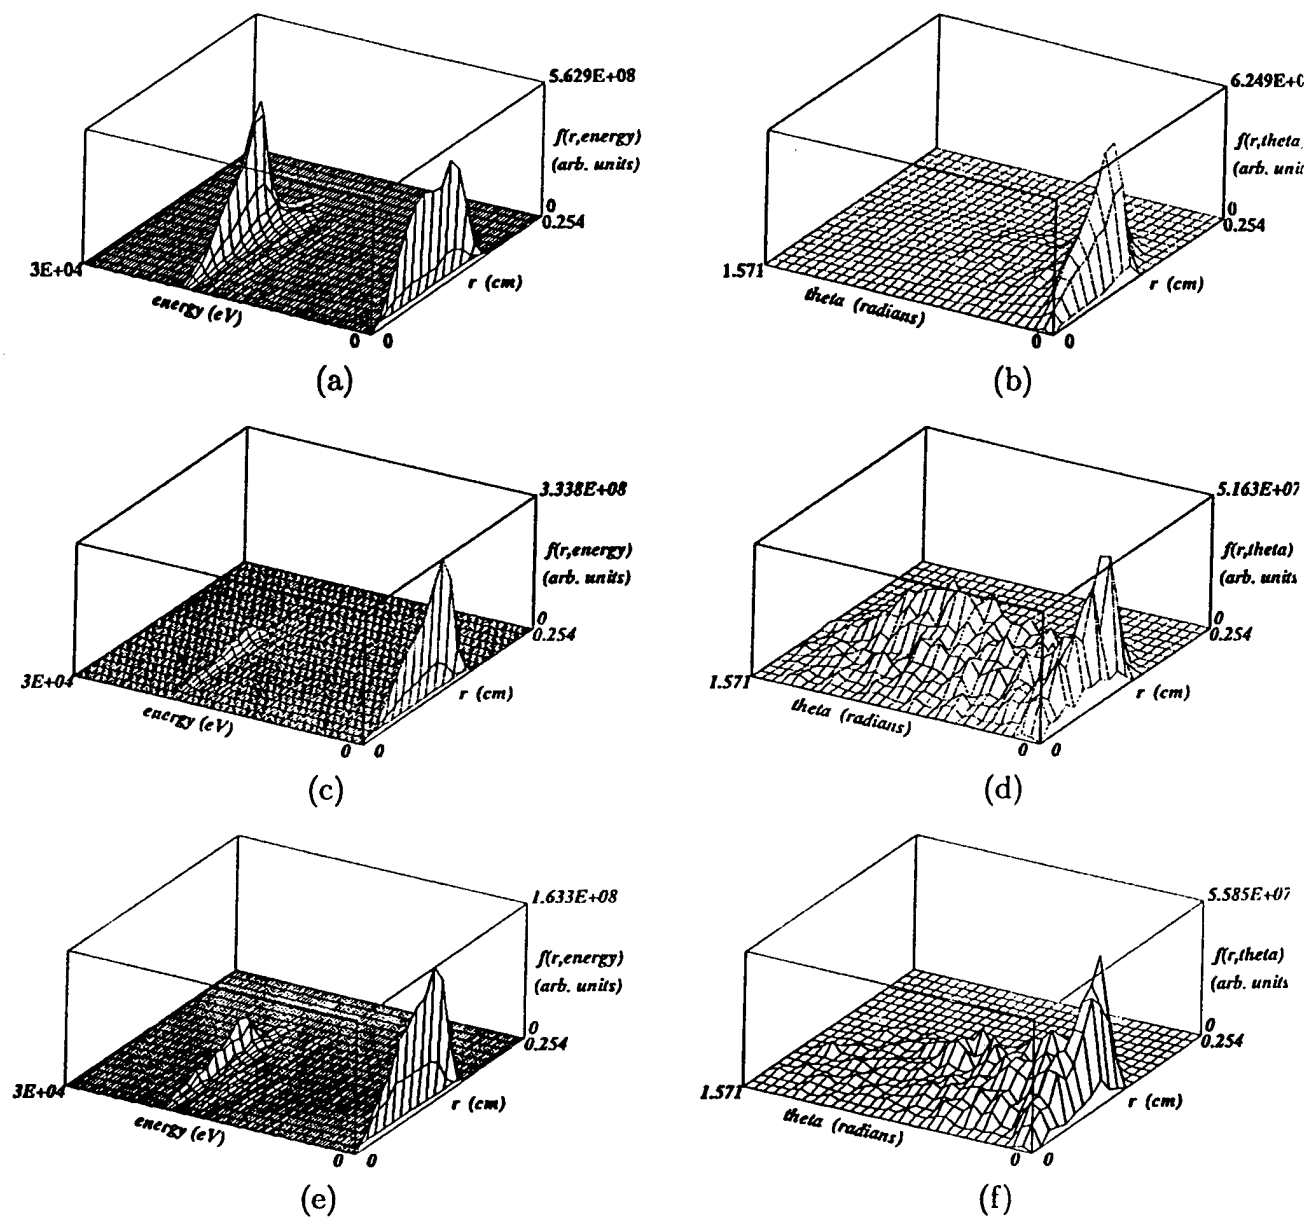 5.629E+08
f(r,energy)
(arb. units)
0
0.254
3E+04
energy (eV)
r (cm)
0 0
(a)
f(r,theta
(arb. unit
0
0.254
1.571
theta (radians)
r (cm)
0 0
(b)
3.338E+08
f(r,energy)
(arb. units)
0
0.254
3E+04
energy (eV)
r (cm)
0 0
(c)
5.163E+07
f(r,theta)
(arb. units
0
0.254
1.571
theta (radians)
r (cm)
0 0
(d)
1.633E+08
f(r,energy)
(arb. units)
0
0.254
3E+04
energy (eV)
r (cm)
0 0
(e)
5.585E+07
f(r,theta)
(arb. units
0
0.254
1.571
theta (radians)
r (cm)
0 0
(f)